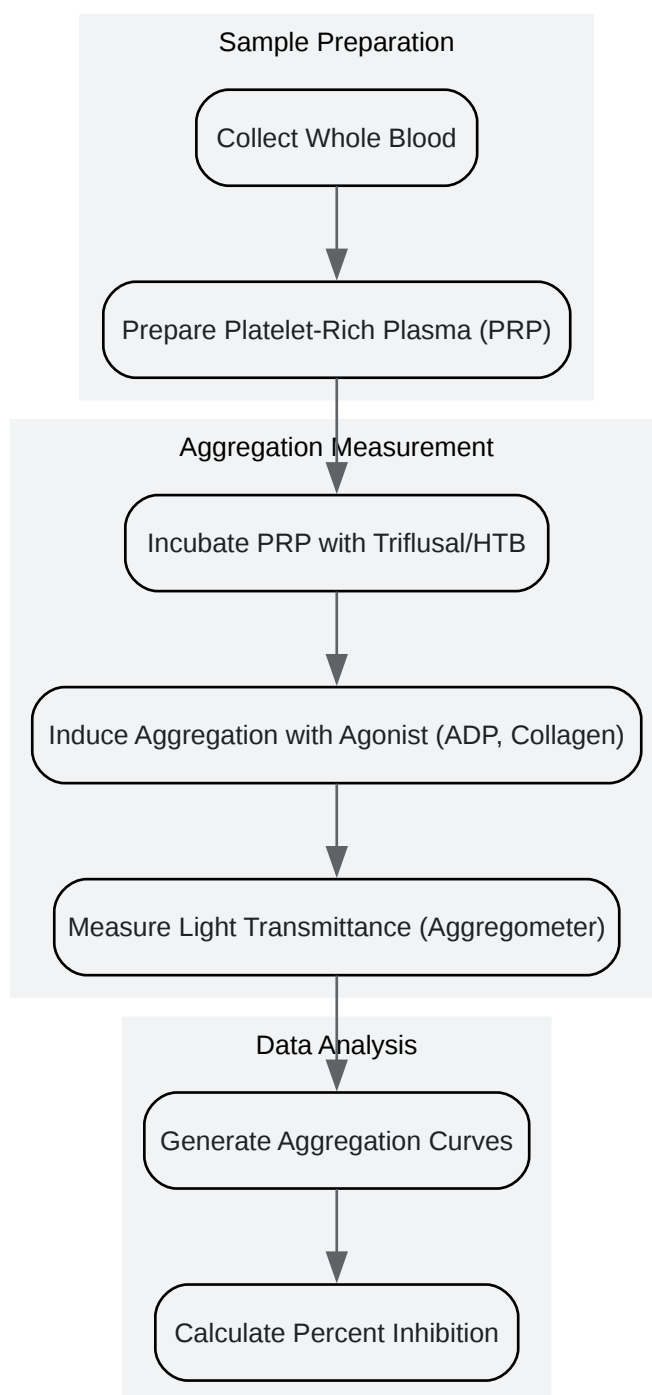 Sample Preparation
Collect Whole Blood
Prepare Platelet-Rich Plasma (PRP)
Aggregation Measurement
Incubate PRP with Triflusal/HTB
Induce Aggregation with Agonist (ADP, Collagen)
Measure Light Transmittance (Aggregometer)
Data Analysis
Generate Aggregation Curves
Calculate Percent Inhibition